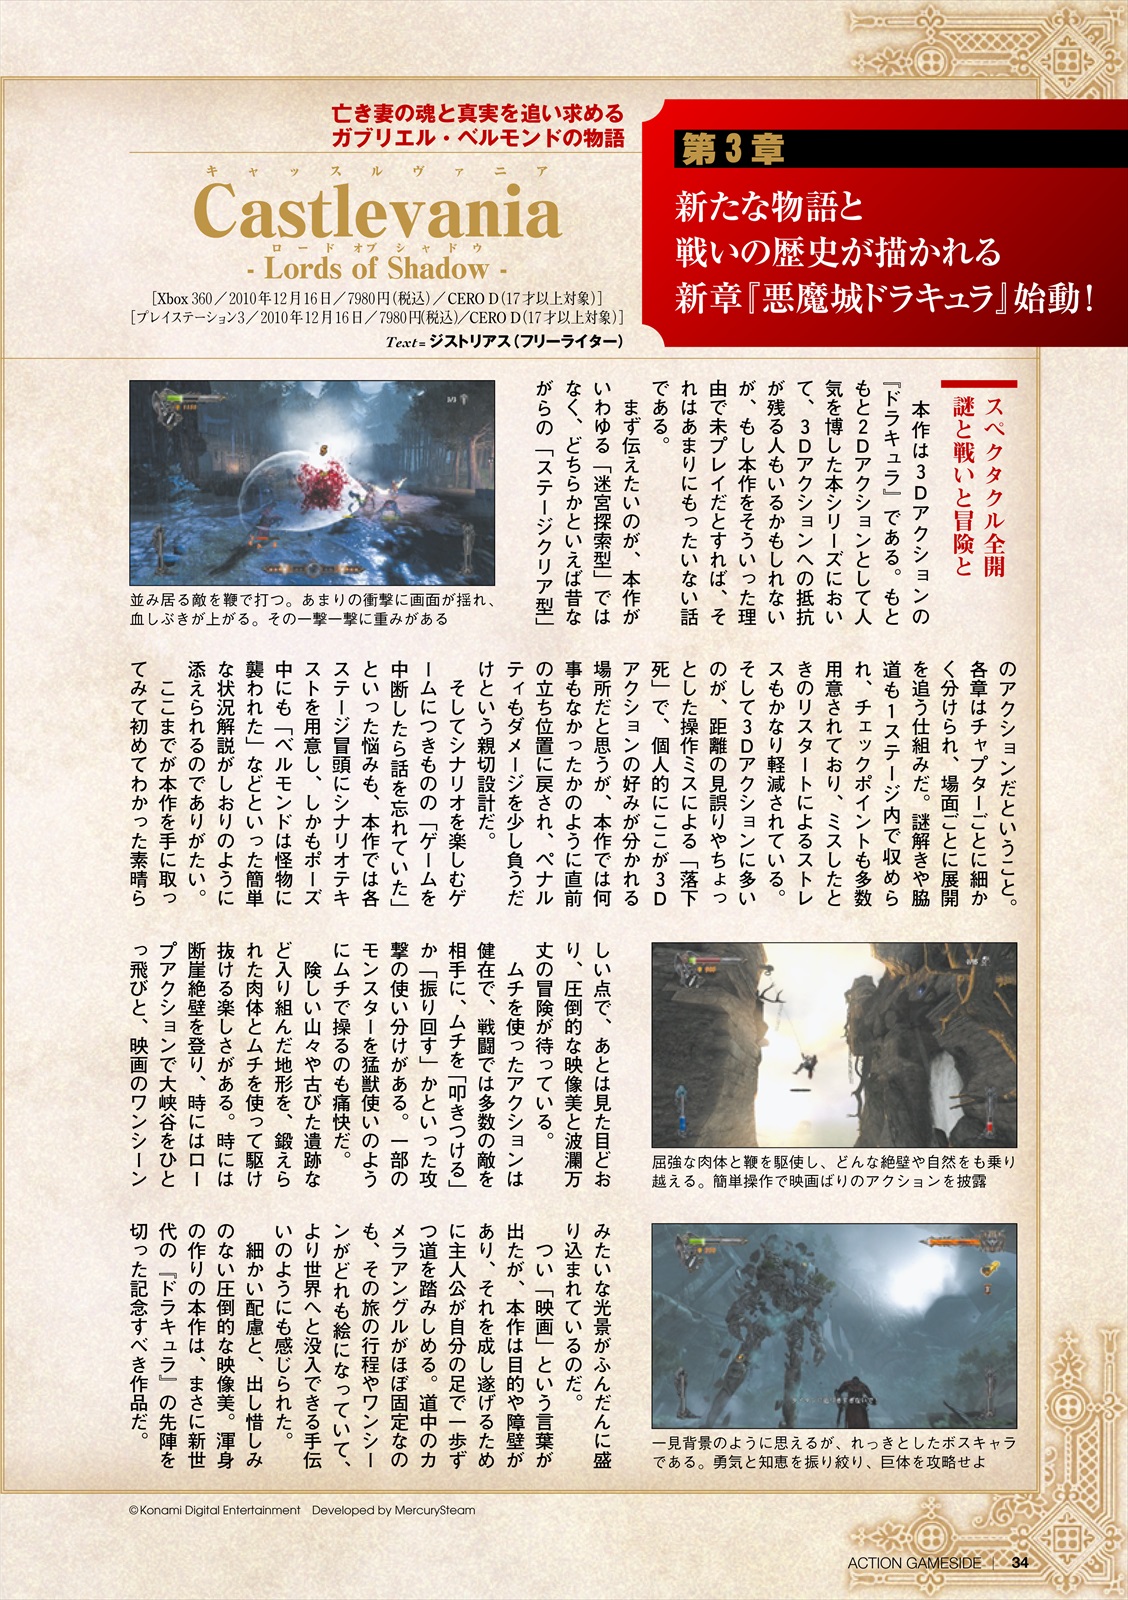 第3章
新たな物語と
戦いの歴史が描かれる
新章『悪魔城ドラキュラ』始動！
亡き妻の魂と真実を追い求める
ガブリエル・ベルモンドの物語
キャッスルヴァニア
Castlevania
ロード オブ シャドウ
- Lords of Shadow -
［Xbox 360／2010年12月16日／7980円（税込）／CERO D（17才以上対象）］
［プレイステーション3／2010年12月16日／7980円（税込）／CERO D（17才以上対象）］
Text＝ジストリアス（フリーライター）
スペクタクル全開
謎と戦いと冒険と
本作は3Dアクションの
『ドラキュラ』である。もと
もと2Dアクションとして人
気を博した本シリーズにおい
て、3Dアクションへの抵抗
が残る人もいるかもしれない
が、もし本作をそういった理
由で未プレイだとすれば、そ
れはあまりにもったいない話
である。
まず伝えたいのが、本作が
いわゆる「迷宮探索型」では
なく、どちらかといえば昔な
がらの「ステージクリア型」
並み居る敵を鞭で打つ。あまりの衝撃に画面が揺れ、
血しぶきが上がる。その一撃一撃に重みがある
のアクションだということ。
各章はチャプターごとに細か
く分けられ、場面ごとに展開
を追う仕組みだ。謎解きや脇
道も1ステージ内で収めら
れ、チェックポイントも多数
用意されており、ミスしたと
きのリスタートによるストレ
スもかなり軽減されている。
そして3Dアクションに多い
のが、距離の見誤りやちょっ
とした操作ミスによる「落下
死」で、個人的にここが3D
アクションの好みが分かれる
場所だと思うが、本作では何
事もなかったかのように直前
の立ち位置に戻され、ペナル
ティもダメージを少し負うだ
けという親切設計だ。
そしてシナリオを楽しむゲ
ームにつきものの「ゲームを
中断したら話を忘れていた」
といった悩みも、本作では各
ステージ冒頭にシナリオテキ
ストを用意し、しかもポーズ
中にも「ベルモンドは怪物に
襲われた」などといった簡単
な状況解説がしおりのように
添えられるのでありがたい。
ここまでが本作を手に取っ
てみて初めてわかった素晴ら
しい点で、あとは見た目どお
り、圧倒的な映像美と波瀾万
丈の冒険が待っている。
ムチを使ったアクションは
健在で、戦闘では多数の敵を
相手に、ムチを「叩きつける」
か「振り回す」かといった攻
撃の使い分けがある。一部の
モンスターを猛獣使いのよう
にムチで操るのも痛快だ。
険しい山々や古びた遺跡な
ど入り組んだ地形を、鍛えら
れた肉体とムチを使って駆け
抜ける楽しさがある。時には
断崖絶壁を登り、時にはロー
プアクションで大峡谷をひと
っ飛びと、映画のワンシーン
屈強な肉体と鞭を駆使し、どんな絶壁や自然をも乗り
越える。簡単操作で映画ばりのアクションを披露
みたいな光景がふんだんに盛
り込まれているのだ。
つい「映画」という言葉が
出たが、本作は目的や障壁が
あり、それを成し遂げるため
に主人公が自分の足で一歩ず
つ道を踏みしめる。道中のカ
メラアングルがほぼ固定なの
も、その旅の行程やワンシー
ンがどれも絵になっていて、
より世界へと没入できる手伝
いのようにも感じられた。
細かい配慮と、出し惜しみ
のない圧倒的な映像美。渾身
の作りの本作は、まさに新世
代の『ドラキュラ』の先陣を
切った記念すべき作品だ。
一見背景のように思えるが、れっきとしたボスキャラ
である。勇気と知恵を振り絞り、巨体を攻略せよ
©Konami Digital Entertainment Developed by MercurySteam
ACTION GAMESIDE | 34